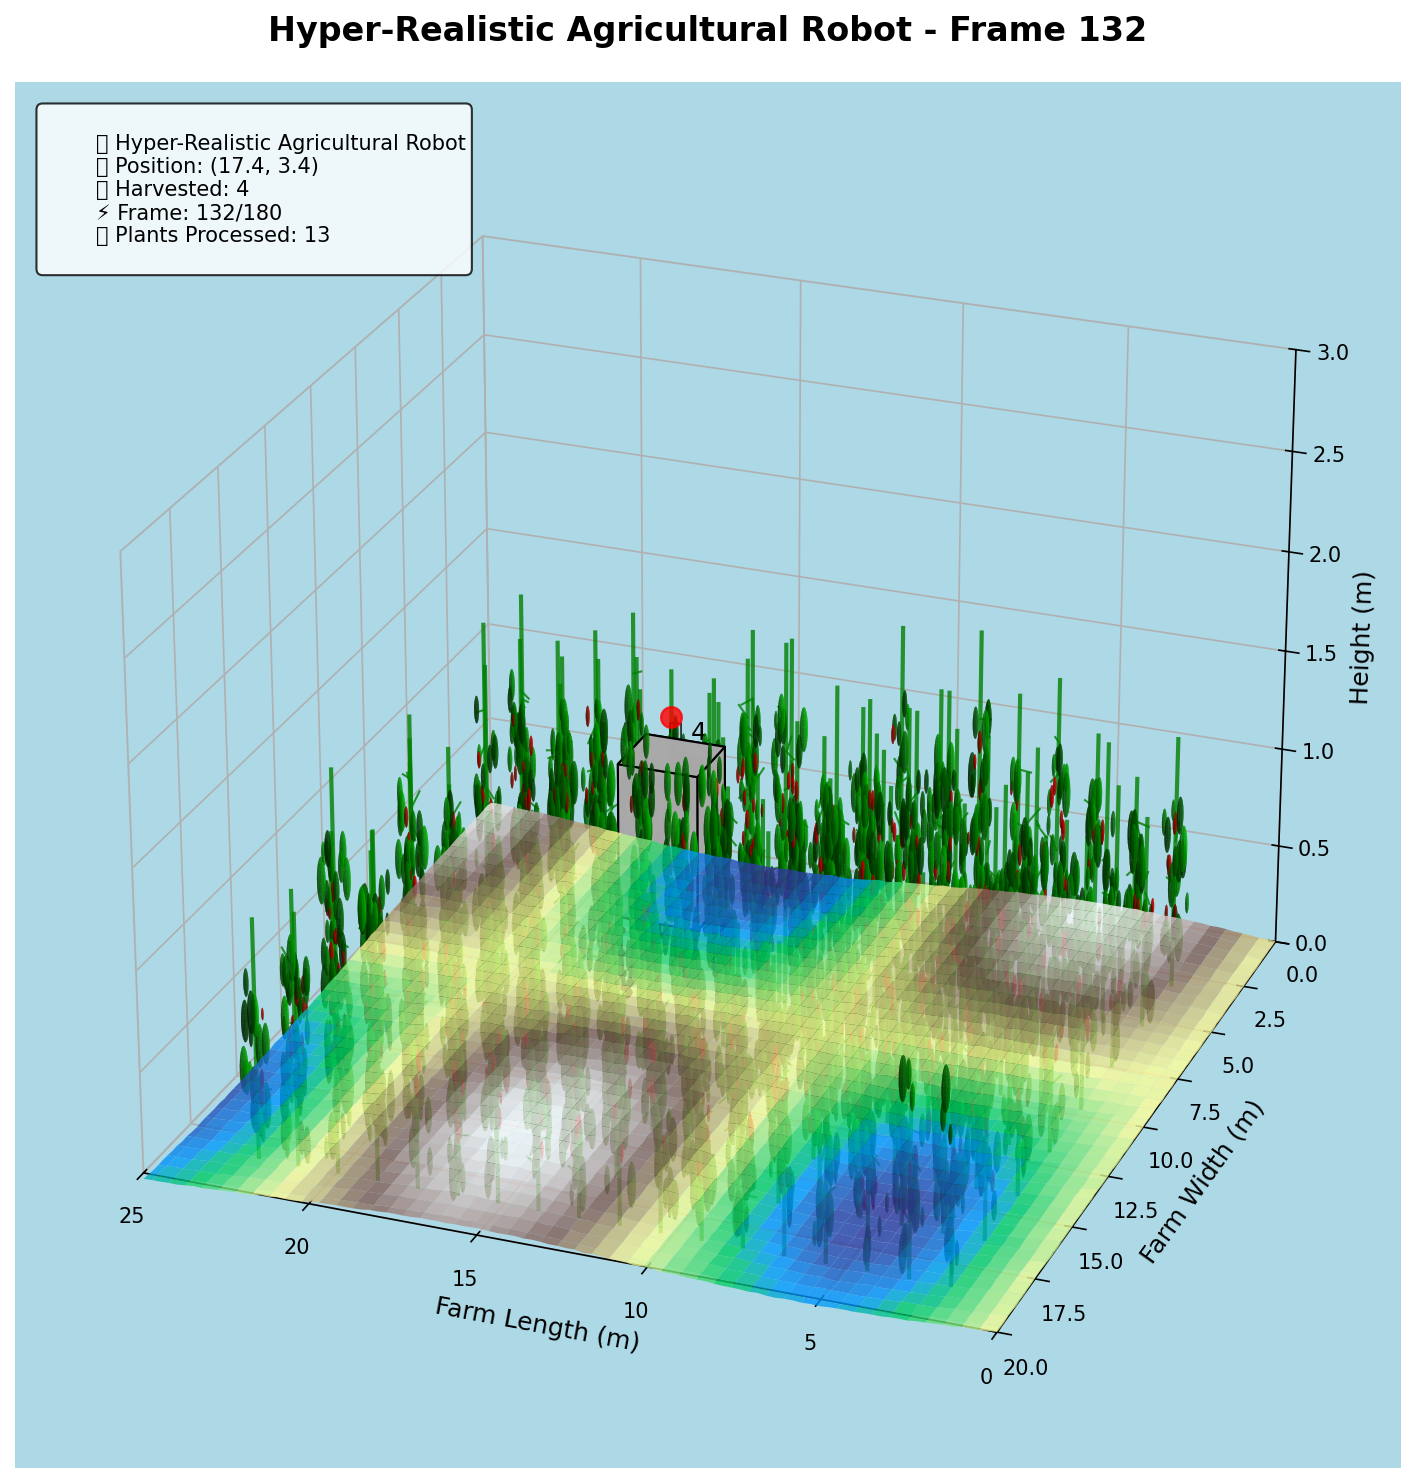 Hyper-Realistic Agricultural Robot - Frame 132
Hyper-Realistic Agricultural Robot
Position: (17.4, 3.4)
Harvested: 4
⚡ Frame: 132/180
Plants Processed: 13
4
3.0
2.5
2.0
1.5
1.0
0.5
0.0
Height (m)
0.0
2.5
5.0
7.5
10.0
12.5
15.0
17.5
20.0
Farm Width (m)
25
20
15
10
5
0
Farm Length (m)